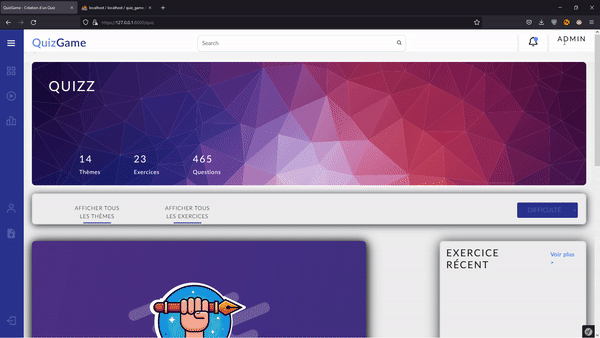 QuizGame - Création d'un Quiz
localhost / localhost / quiz_game
https://127.0.0.1:8000/quiz
QuizGame
Search
ADMIN
QUIZZ
14
23
465
Thèmes
Exercices
Questions
AFFICHER TOUS
LES THÈMES
AFFICHER TOUS
LES EXERCICES
DIFFICULTÉ
EXERCICE
RÉCENT
Voir plus
>